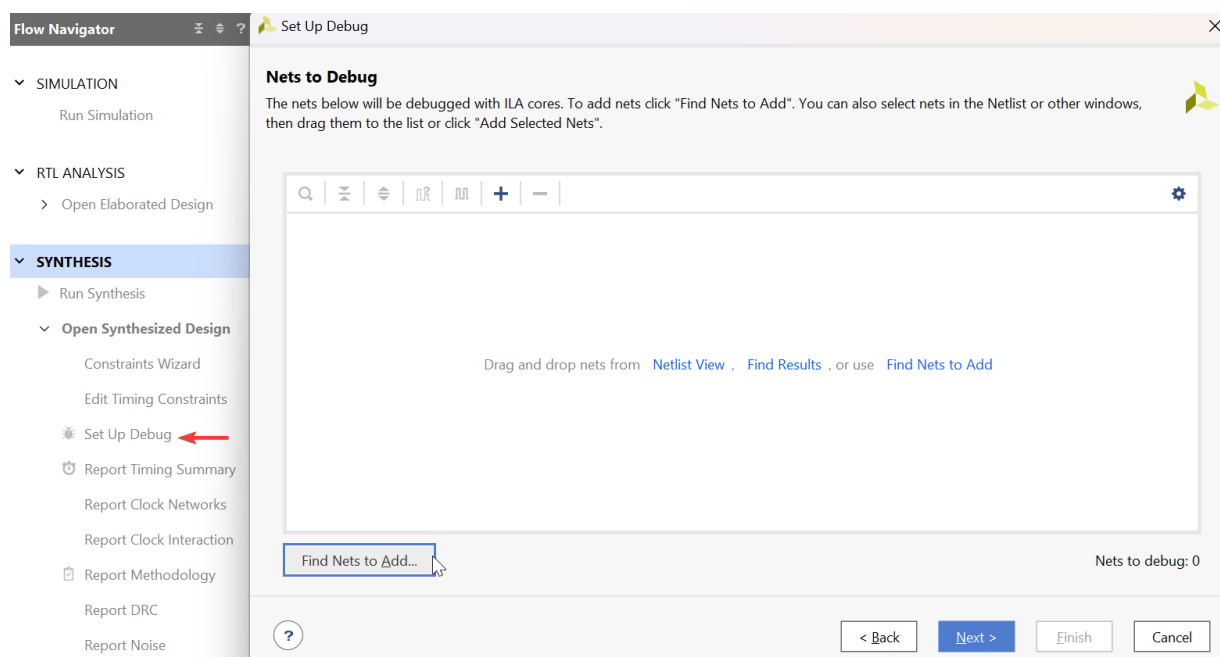 Flow Navigator
?
Set Up Debug
SIMULATION
Run Simulation
RTL ANALYSIS
Open Elaborated Design
SYNTHESIS
Run Synthesis
Open Synthesized Design
Constraints Wizard
Edit Timing Constraints
Set Up Debug
Report Timing Summary
Report Clock Networks
Report Clock Interaction
Report Methodology
Report DRC
Report Noise
Nets to Debug
The nets below will be debugged with ILA cores. To add nets click "Find Nets to Add". You can also select nets in the Netlist or other windows,
then drag them to the list or click "Add Selected Nets".
Drag and drop nets from Netlist View , Find Results , or use Find Nets to Add
Find Nets to Add...
Nets to debug: 0
?
< Back
Next >
Finish
Cancel